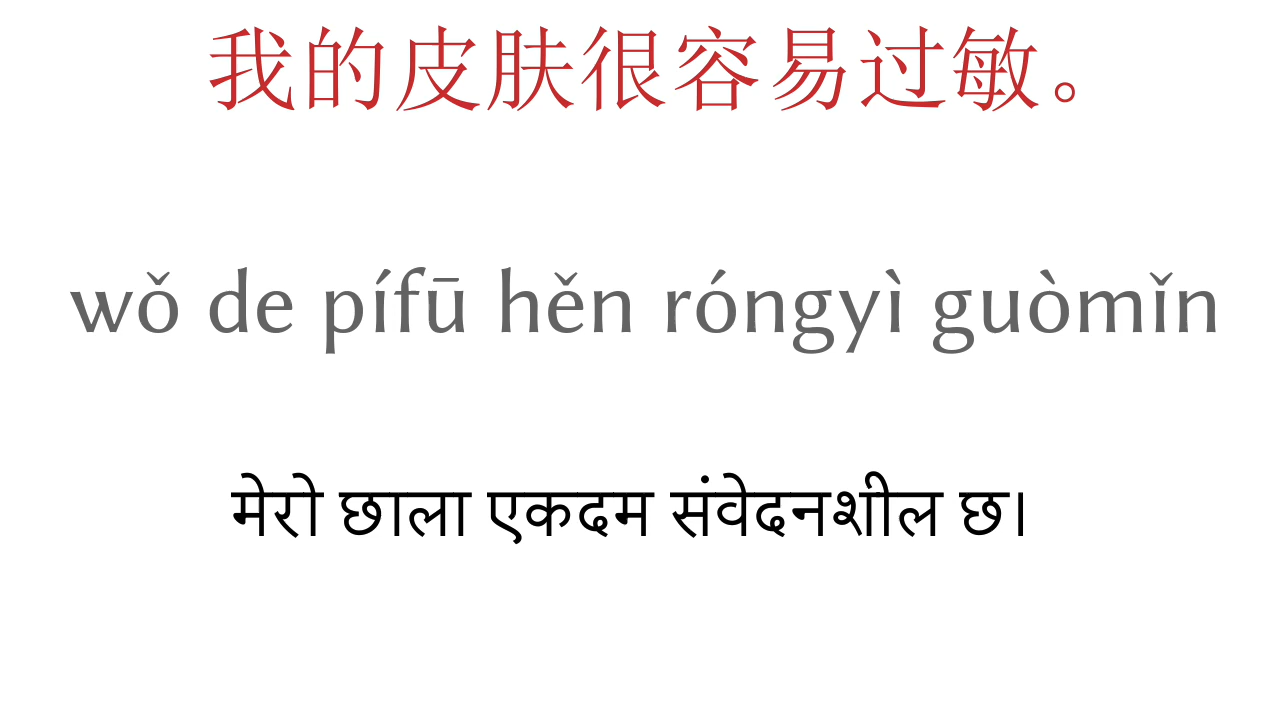 我的皮肤很容易过敏。
wǒ de pífū hěn róngyì guòmǐn
मेरो छाला एकदम संवेदनशील छ।